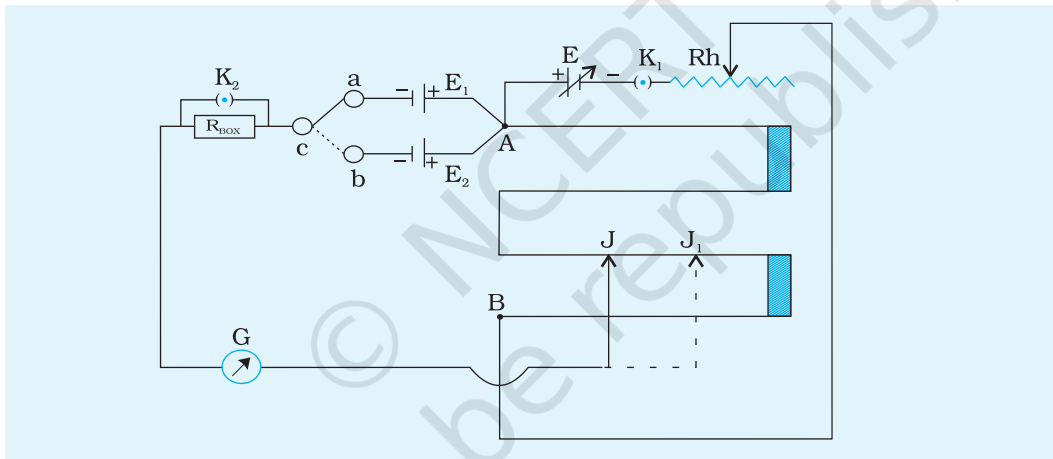 E K₁ Rh
+ −
K₂ a − + E₁
R_BOX
c A
b − + E₂
J J₁
B
G
© NCERT
be republis